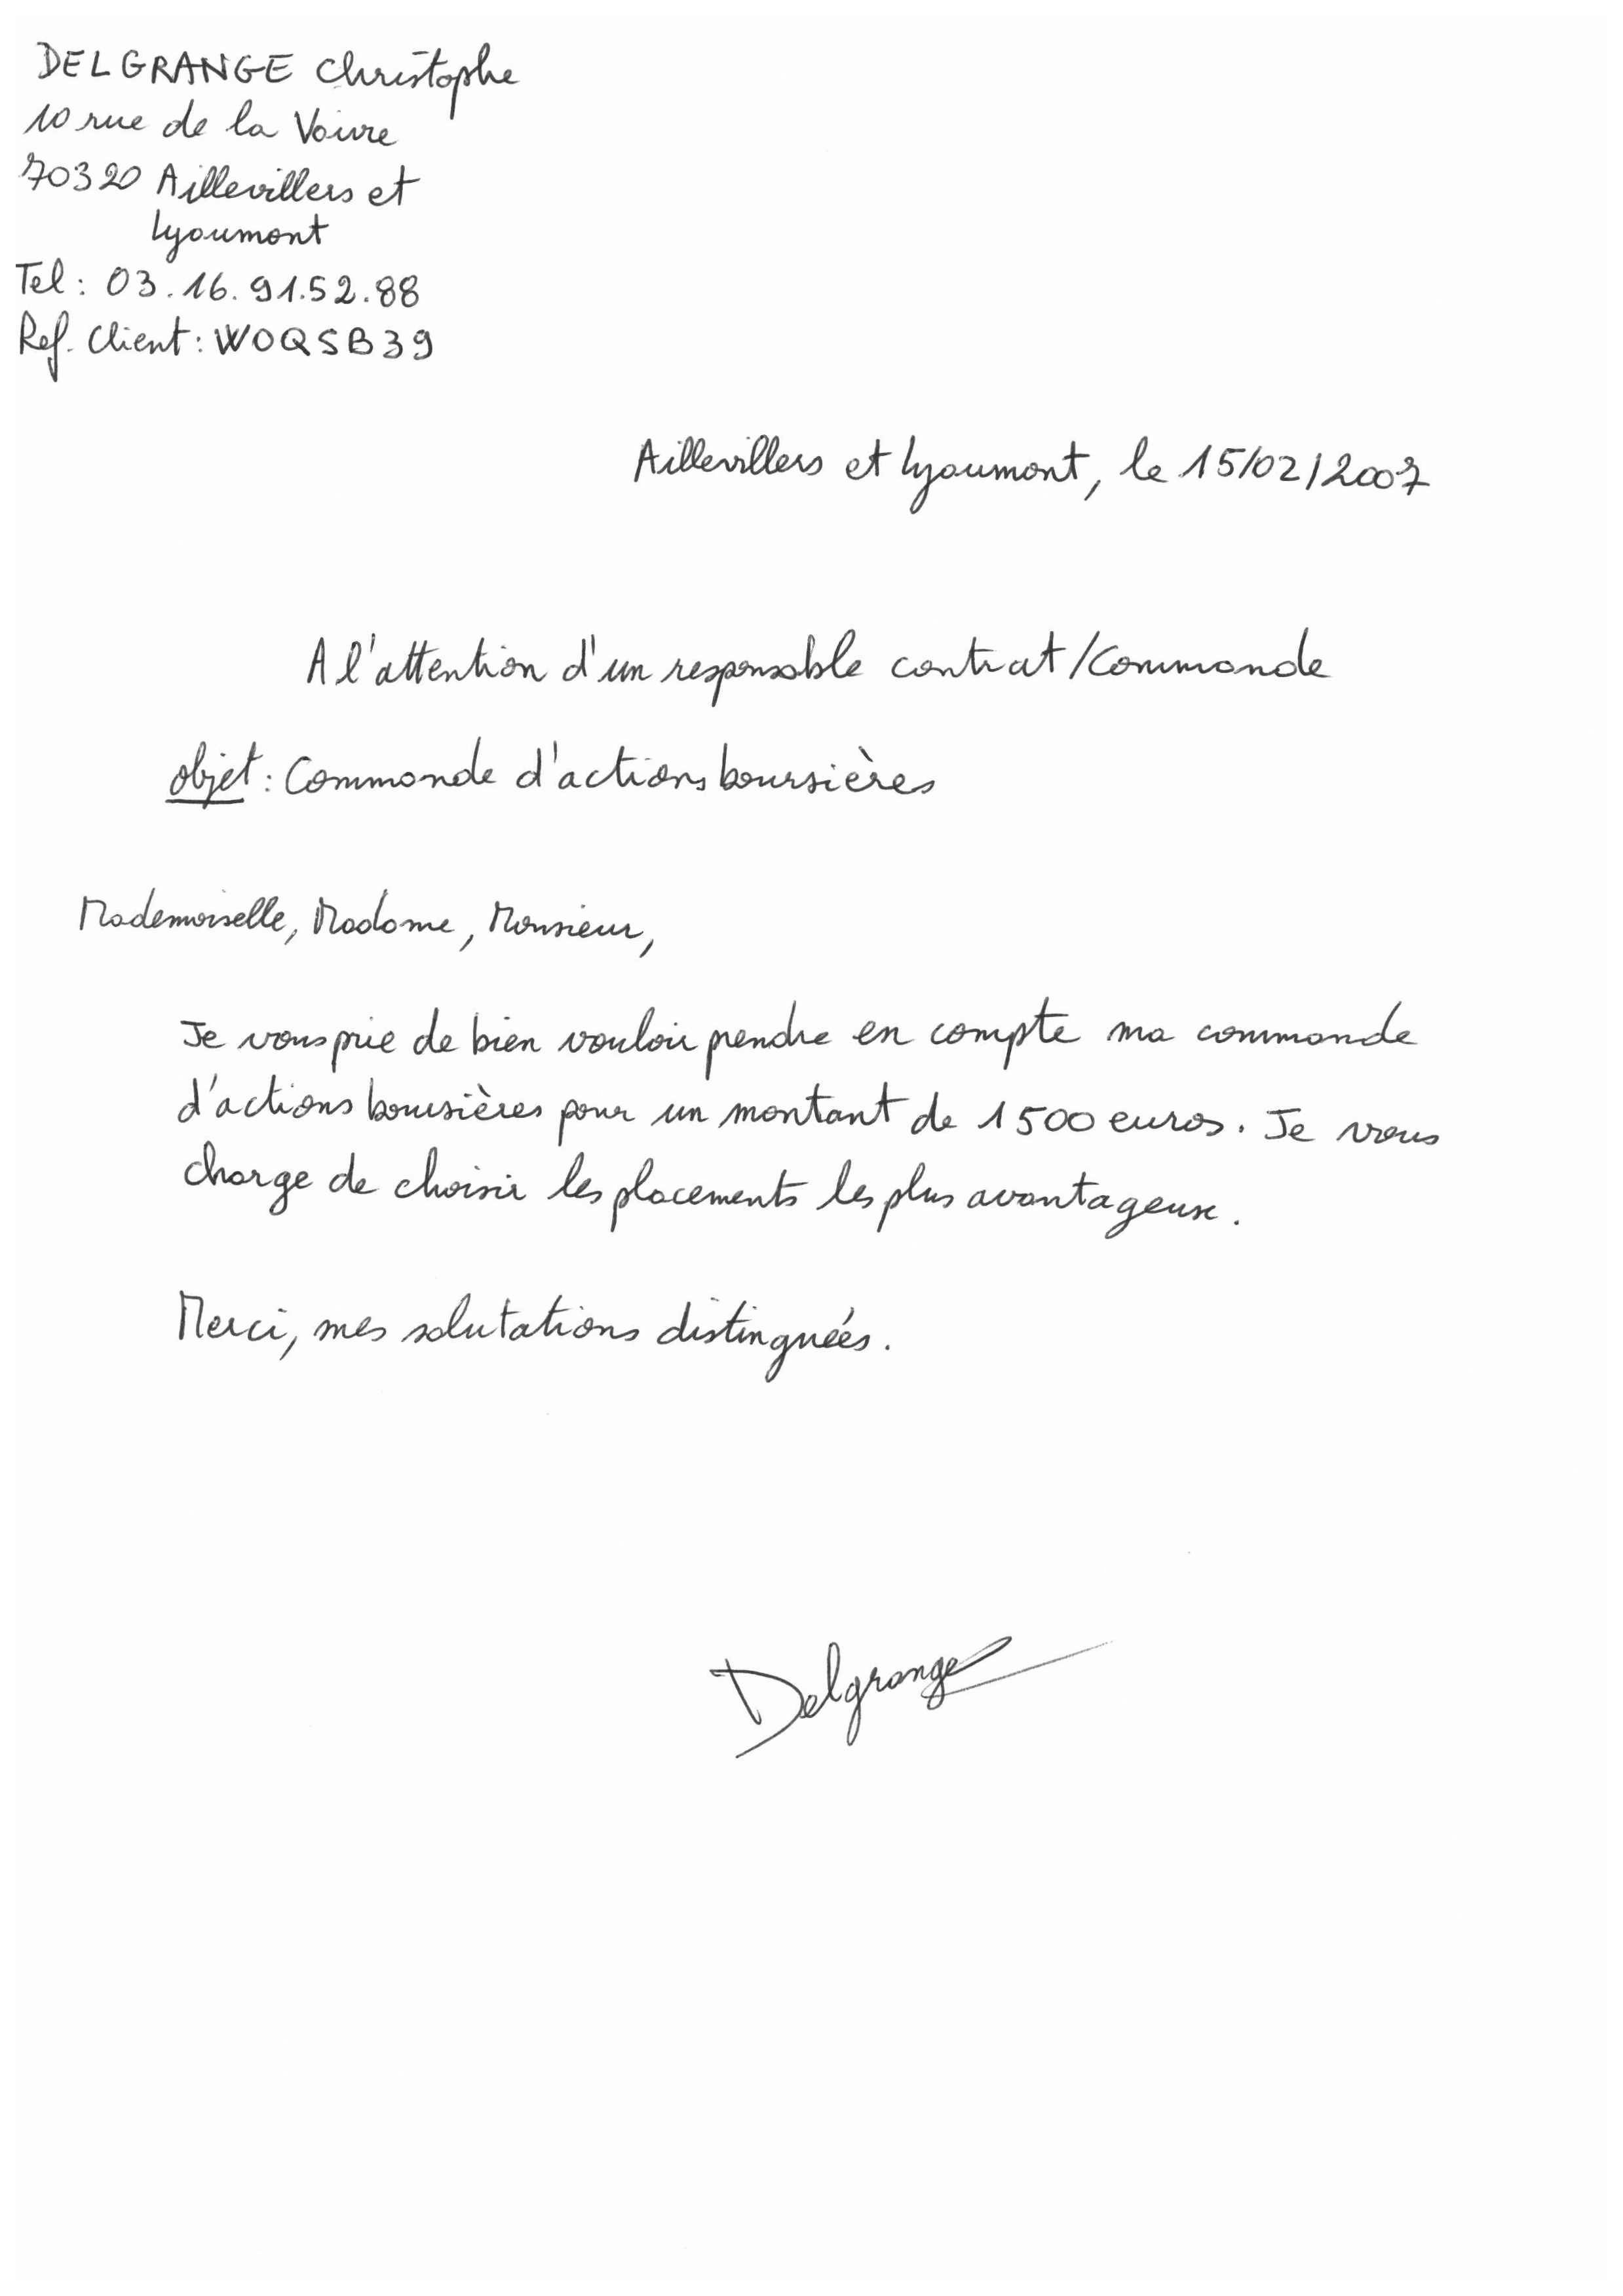 DELGRANGE Christophe
10 rue de la Voivre
70320 Aillevillers et
Lyaumont
Tel : 03.16.91.52.88
Ref. Client : WOQSB39
Aillevillers et Lyaumont, le 15/02/2007
A l'attention d'un responsable contrat/Commande
objet : Commande d'actions boursières
Mademoiselle, Madame, Monsieur,
Je vous prie de bien vouloir prendre en compte ma commande
d'actions boursières pour un montant de 1500 euros. Je vous
charge de choisir les placements les plus avantageux.
Merci, mes salutations distinguées.
Delgrange